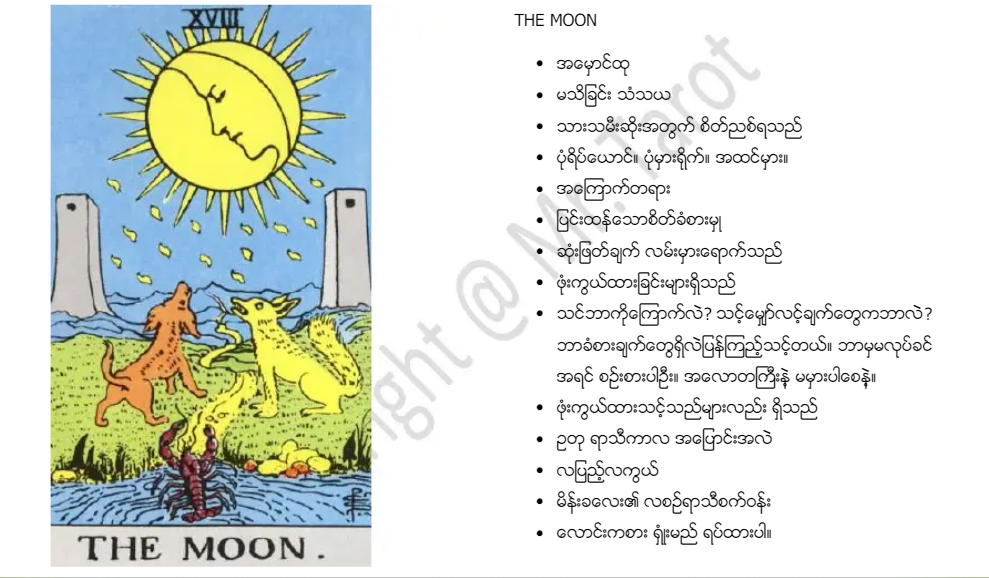 XVIII
THE MOON.
THE MOON
• အမှောင်ထု
• မသိခြင်း သံသယ
• သားသမီးဆိုးအတွက် စိတ်ညစ်ရသည်
• ပုံရိပ်ယောင်။ ပုံမှားရိုက်။ အထင်မှား။
• အကြောက်တရား
• ပြင်းထန်သောစိတ်ခံစားမှု
• ဆုံးဖြတ်ချက် လမ်းမှားရောက်သည်
• ဖုံးကွယ်ထားခြင်းများရှိသည်
• သင်ဘာကိုကြောက်လဲ? သင့်မျှော်လင့်ချက်တွေကဘာလဲ?
ဘာခံစားချက်တွေရှိလဲပြန်ကြည့်သင့်တယ်။ ဘာမှမလုပ်ခင်
အရင် စဉ်းစားပါဦး။ အလောတကြီးနဲ့ မမှားပါစေနဲ့။
• ဖုံးကွယ်ထားသင့်သည်များလည်း ရှိသည်
• ဥတု ရာသီကာလ အပြောင်းအလဲ
• လပြည့်လကွယ်
• မိန်းခလေး၏ လစဉ်ရာသီစက်ဝန်း
• လောင်းကစား ရှုံးမည် ရပ်ထားပါ။
ight @ Mr. Tarot